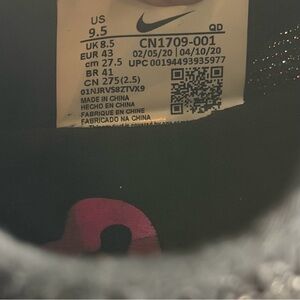 US
9.5
QD
UK 8.5
CN1709-001
EUR 43
02/05/20 | 04/10/20
cm 27.5
UPC 00194493935977
BR 41
CN 275(2.5)
MADE IN CHINA
HECHO EN CHINA
FABRIQUE EN CHINE
FABRICADO NA CHINA